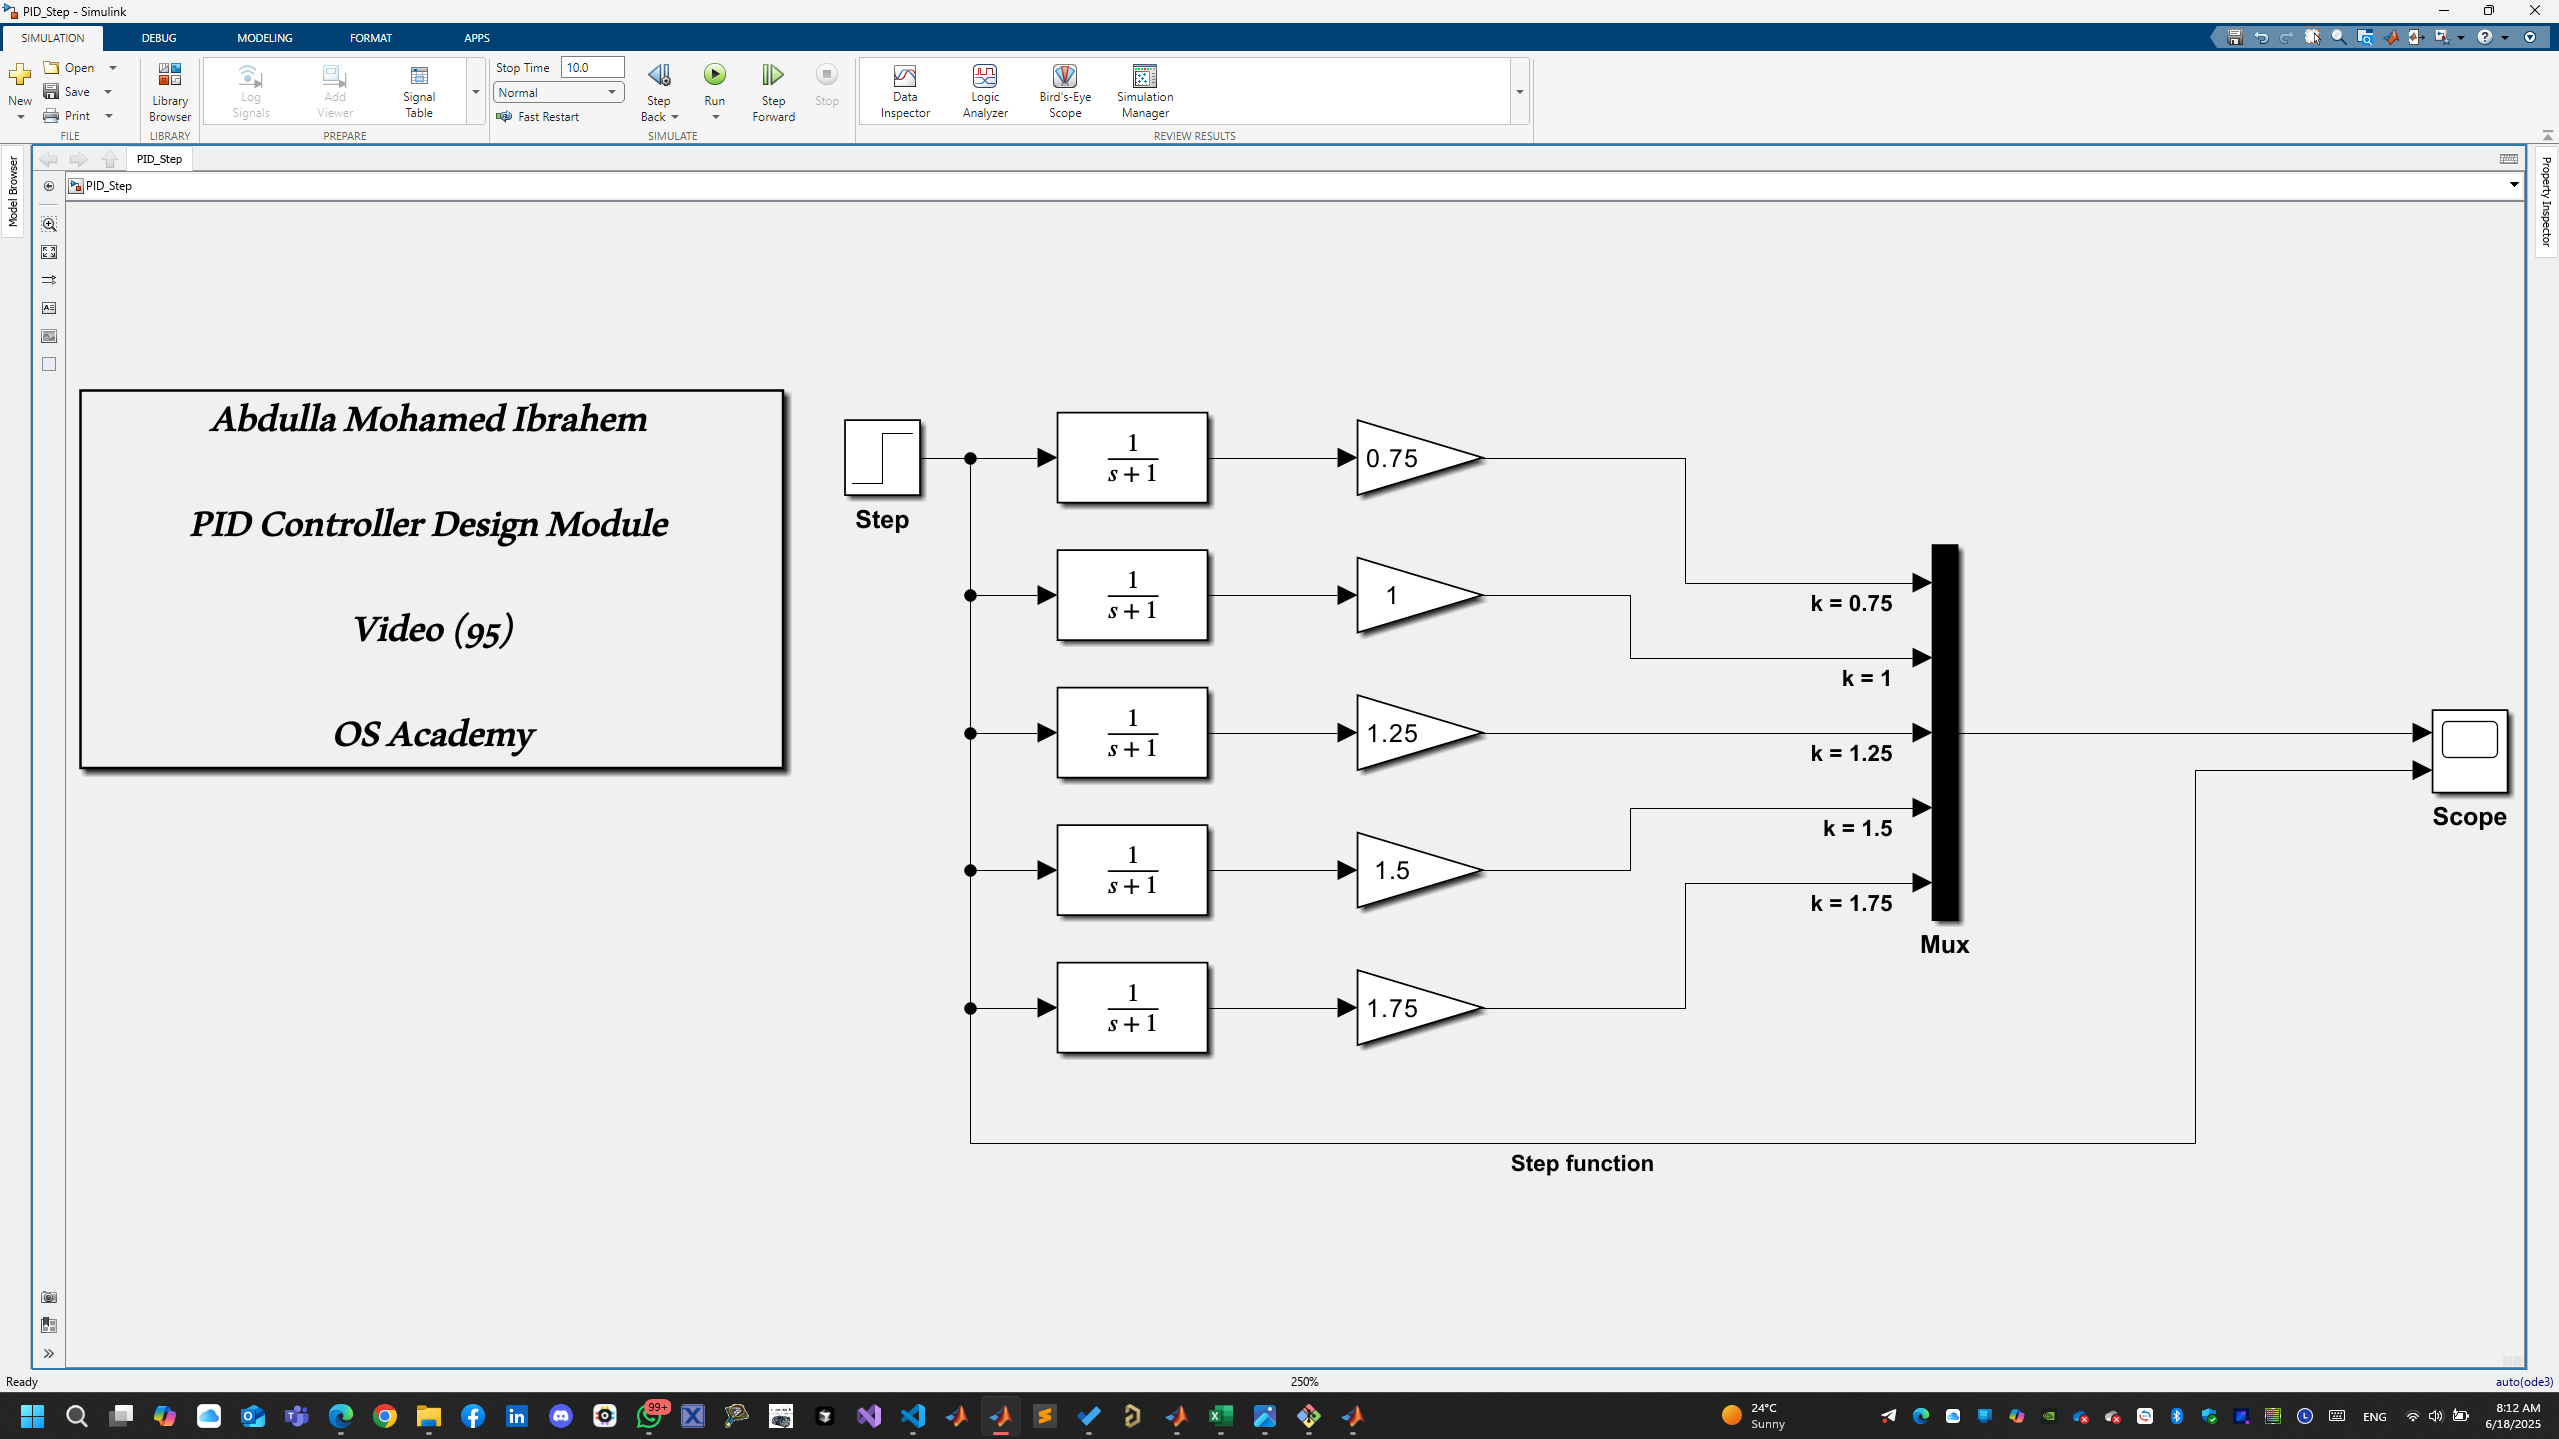 PID_Step - Simulink
SIMULATION DEBUG MODELING FORMAT APPS
New
Open
Save
Print
FILE
Library
Browser
LIBRARY
Log
Signals
Add
Viewer
Signal
Table
PREPARE
Stop Time 10.0
Normal
Fast Restart
Step
Back
Run
Step
Forward
Stop
SIMULATE
Data
Inspector
Logic
Analyzer
Bird's-Eye
Scope
Simulation
Manager
REVIEW RESULTS
Model Browser
PID_Step
PID_Step
Property Inspector
Abdulla Mohamed Ibrahem
PID Controller Design Module
Video (95)
OS Academy
Step
1
s + 1
0.75
k = 0.75
1
s + 1
1
k = 1
1
s + 1
1.25
k = 1.25
1
s + 1
1.5
k = 1.5
1
s + 1
1.75
k = 1.75
Mux
Scope
Step function
Ready
250%
auto(ode3)
99+
24°C
Sunny
ENG
8:12 AM
6/18/2025